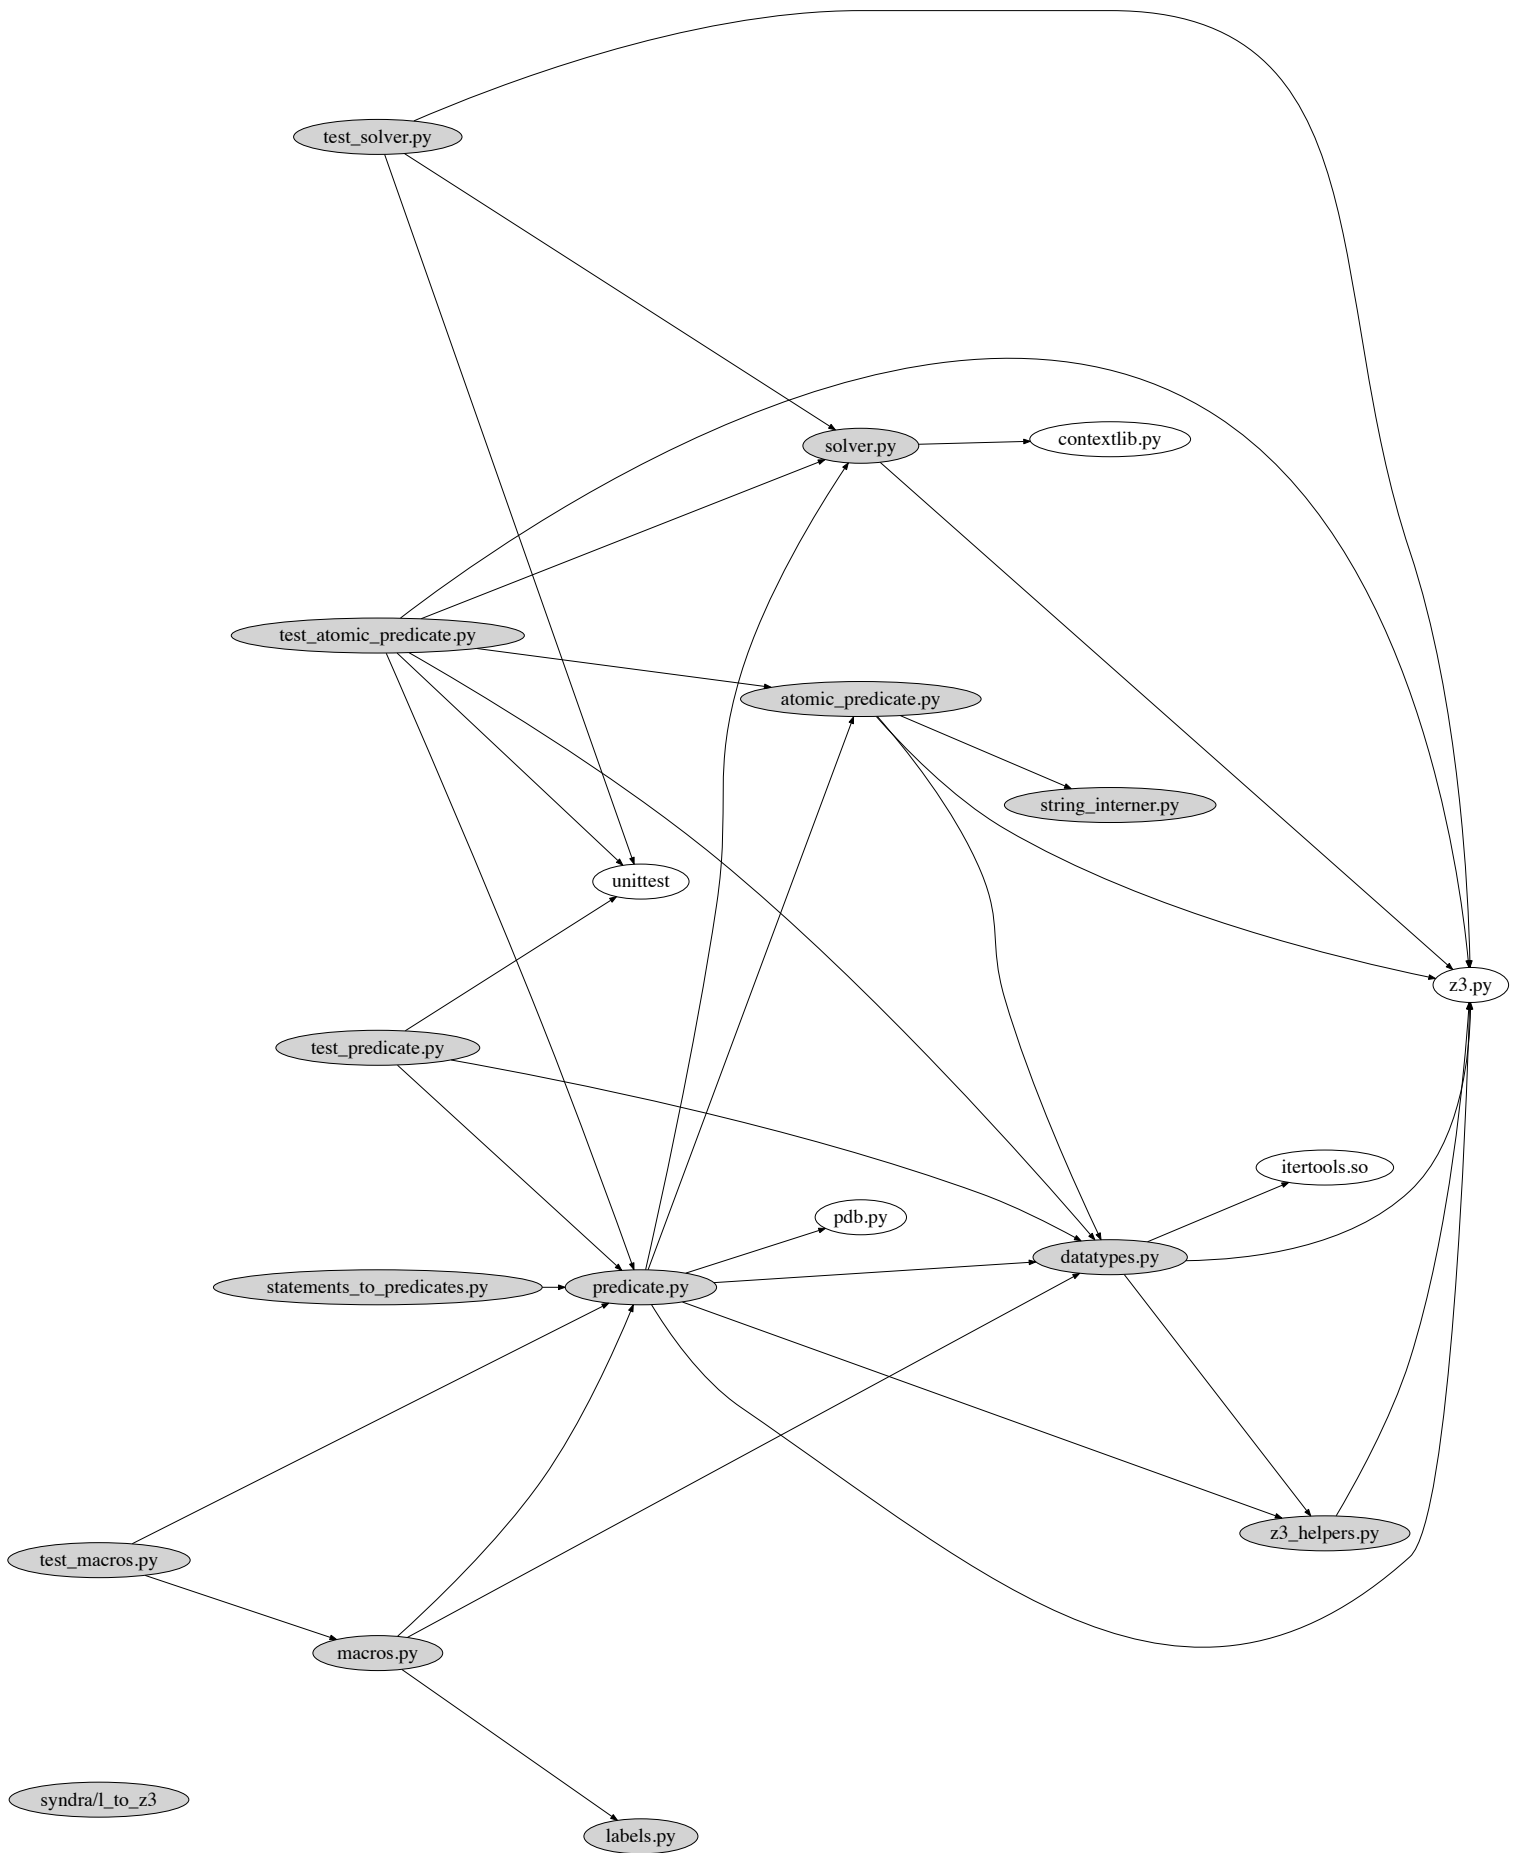 test_solver.py
solver.py
contextlib.py
test_atomic_predicate.py
atomic_predicate.py
string_interner.py
unittest
z3.py
test_predicate.py
itertools.so
pdb.py
datatypes.py
statements_to_predicates.py
predicate.py
z3_helpers.py
test_macros.py
macros.py
syndra/l_to_z3
labels.py